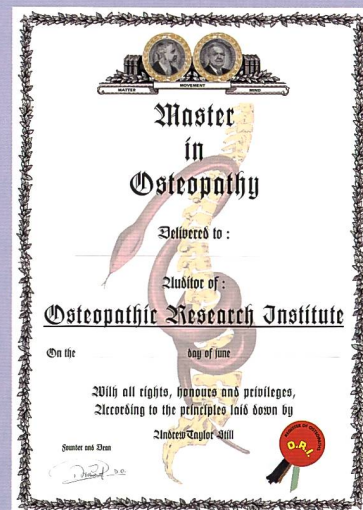 MATTER MOVEMENT MIND
Master
in
Osteopathy
Delivered to :
Auditor of :
Osteopathic Research Institute
On the day of june
With all rights, honours and privileges,
According to the principles laid down by
Andrew Taylor Still
Founder and Dean
D.O.
O.R.I.